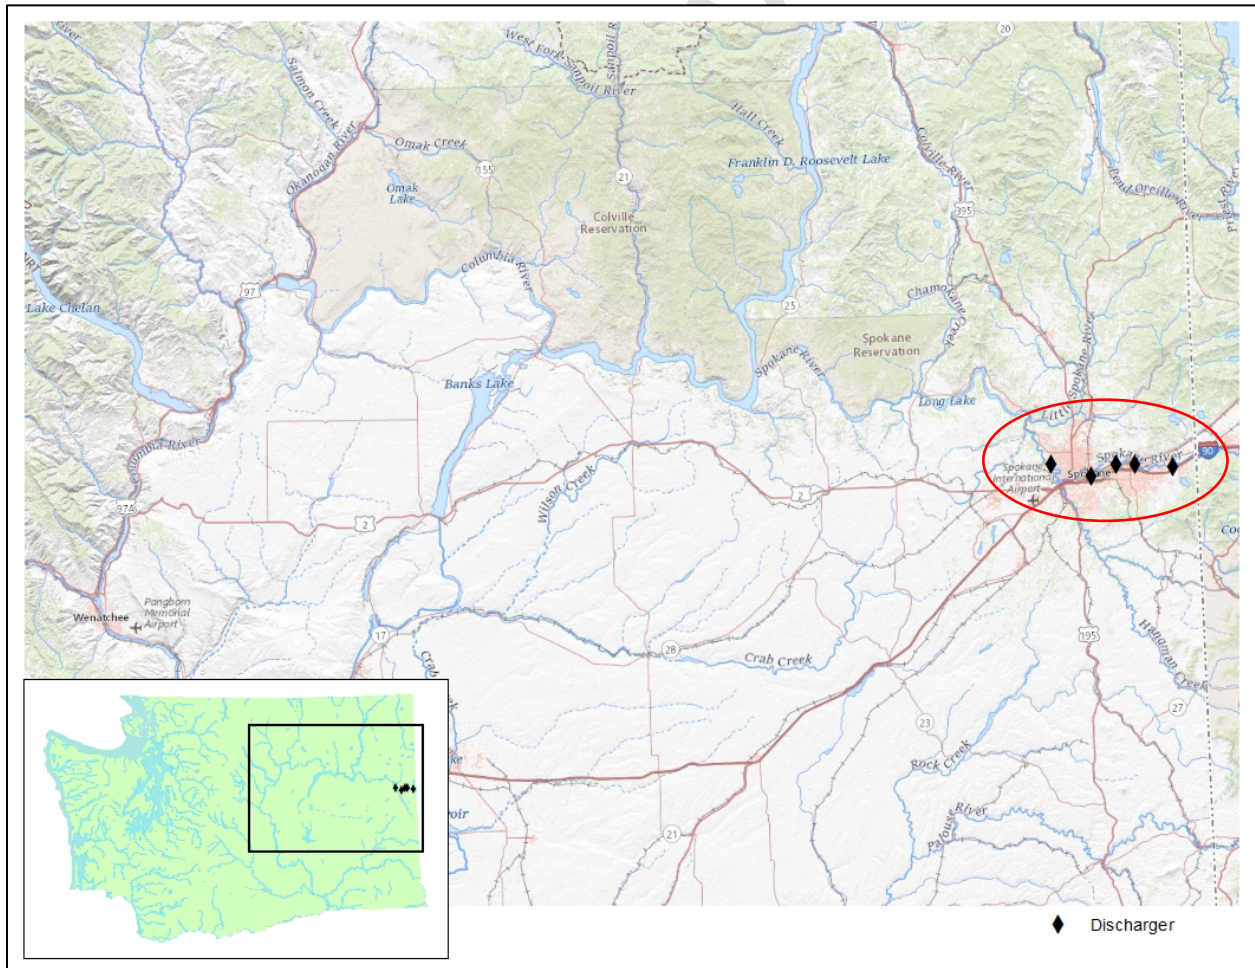 20
West Fork Sanpoil River
Sanpoil R
River
Salmon Creek
Okanogan River
Omak Creek
155
Omak
Lake
Hall Creek
Franklin D. Roosevelt Lake
Colville River
Pend Oreille River
Priest River
21
395
Colville
Reservation
Columbia River
97
Lake Chelan
25
Chamokane Creek
Spokane
Reservation
Spokane River
Little Spokane River
Banks Lake
Long Lake
Columbia River
Wilson Creek
Spokane River
90
Spokane
International
Airport
Spokane
2
97A
2
Coe
Wenatchee
Pangborn
Memorial
Airport
17
28
Crab Creek
Crab
195
Hangman Creek
23
27
Rock Creek
Palouse River
21
ke
oir
Discharger